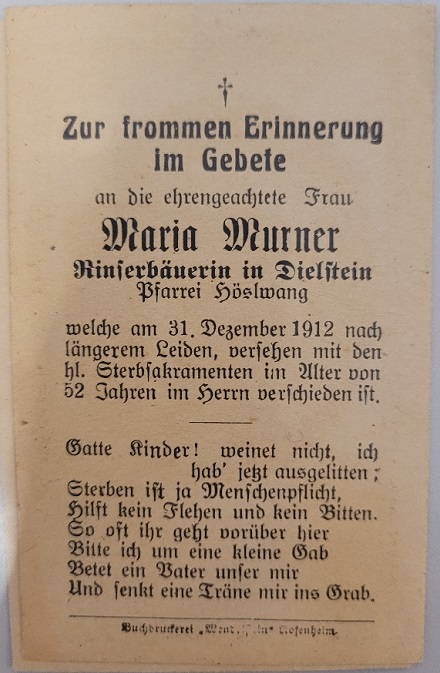 †
Zur frommen Erinnerung
im Gebete
an die ehrengeachtete Frau
Maria Murner
Rinserbäuerin in Dielstein
Pfarrei Höslwang
welche am 31. Dezember 1912 nach
längerem Leiden, versehen mit den
hl. Sterbsakramenten im Alter von
52 Jahren im Herrn verschieden ist.
Gatte Kinder! weinet nicht, ich
hab' jetzt ausgelitten;
Sterben ist ja Menschenpflicht,
Hilft kein Flehen und kein Bitten.
So oft ihr geht vorüber hier
Bitte ich um eine kleine Gab
Betet ein Vater unser mir
Und senkt eine Träne mir ins Grab.
Buchdruckerei Rosenheim.